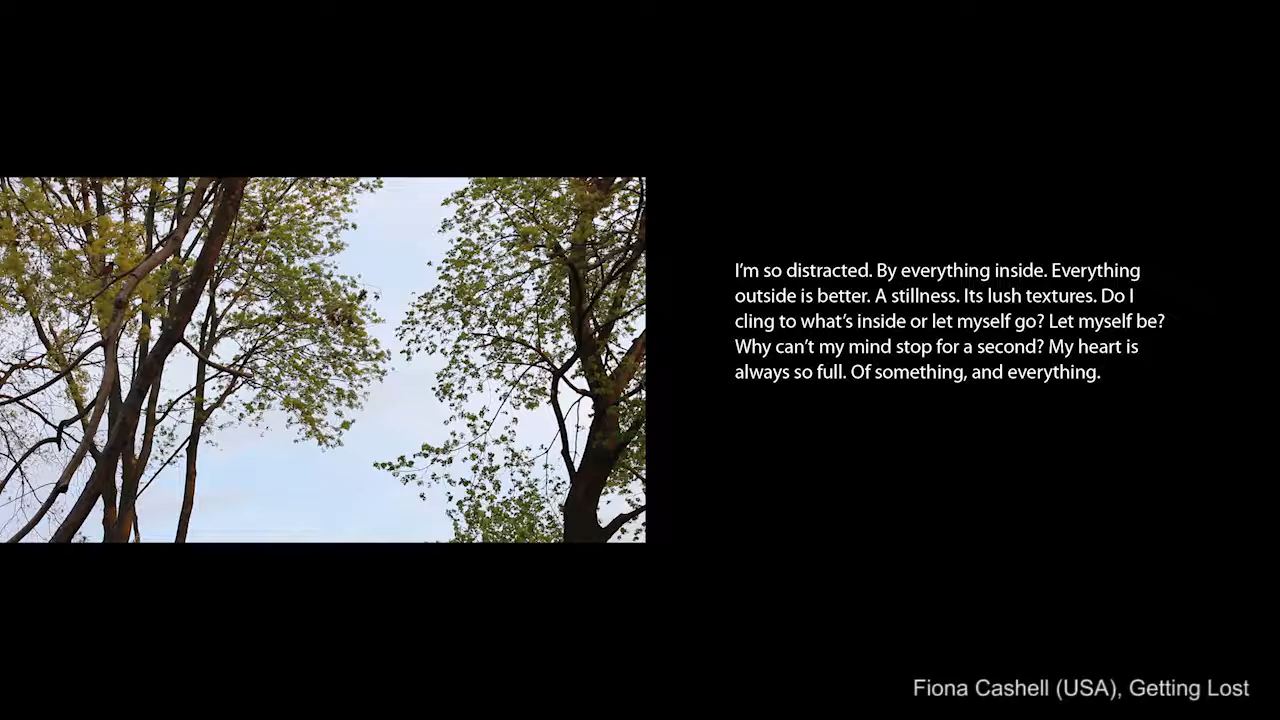 I'm so distracted. By everything inside. Everything
outside is better. A stillness. Its lush textures. Do I
cling to what's inside or let myself go? Let myself be?
Why can't my mind stop for a second? My heart is
always so full. Of something, and everything.
Fiona Cashell (USA), Getting Lost